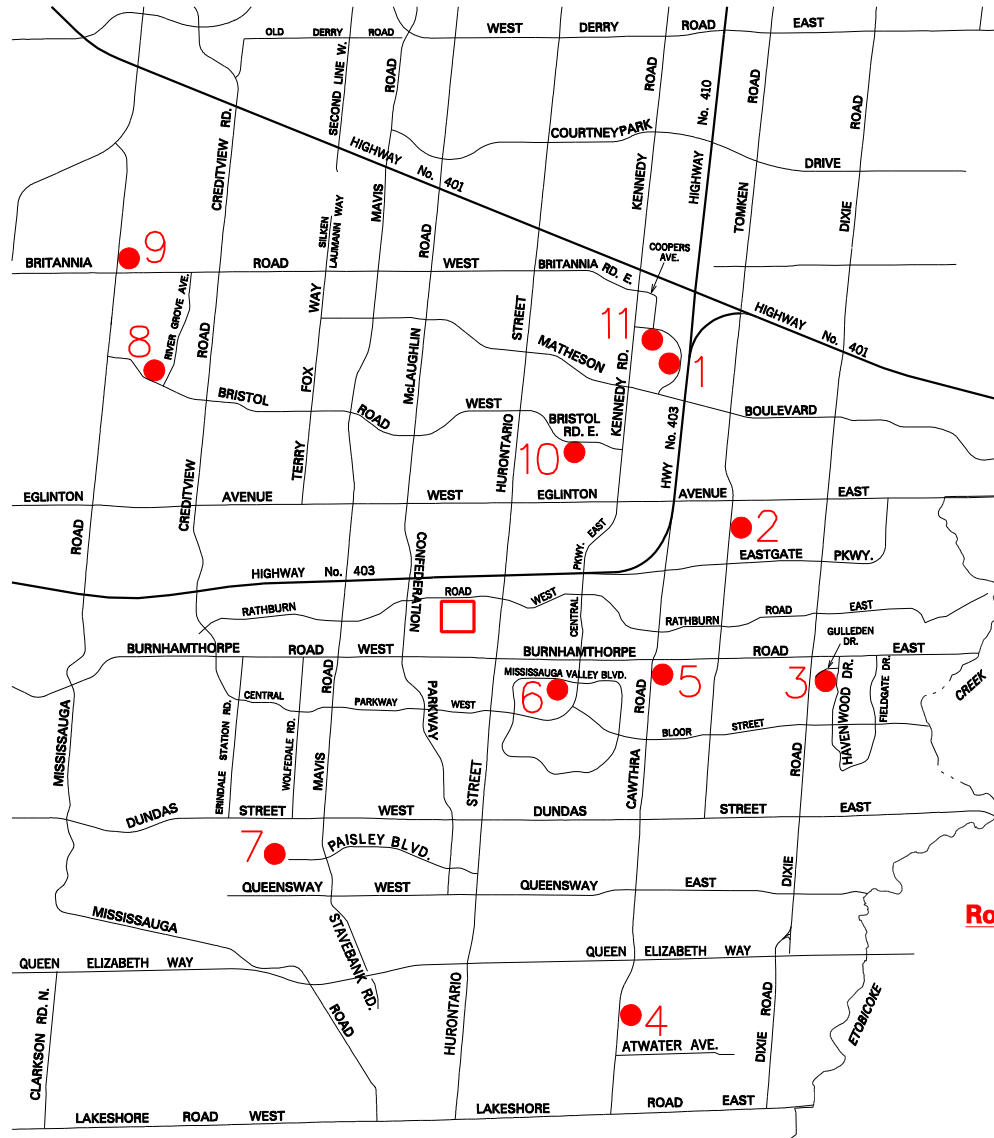 OLD DERRY ROAD
WEST DERRY ROAD EAST
SECOND LINE W.
ROAD
ROAD
No. 410
ROAD
ROAD
CREDITVIEW RD.
COURTNEYPARK
DRIVE
HIGHWAY No. 401
KENNEDY
HIGHWAY
TOMKEN
DIXIE
MAVIS
SILKEN
LAUMANN WAY
ROAD
9
COOPERS
AVE.
BRITANNIA ROAD WEST BRITANNIA RD. E.
RIVER GROVE AVE.
WAY
STREET
HIGHWAY No. 401
8
ROAD
11
MATHESON
1
McLAUGHLIN
KENNEDY RD.
FOX
BRISTOL ROAD WEST
BRISTOL
RD. E.
BOULEVARD
HWY No. 403
10
TERRY
HURONTARIO
CREDITVIEW
EGLINTON AVENUE WEST EGLINTON AVENUE EAST
ROAD
2
PKWY. EAST
EASTGATE PKWY.
CONFEDERATION
HIGHWAY No. 403
ROAD
RATHBURN
WEST
CENTRAL
RATHBURN ROAD EAST
GULLEDEN
DR.
BURNHAMTHORPE ROAD WEST BURNHAMTHORPE ROAD EAST
MISSISSAUGA VALLEY BLVD.
6
5
3
HAVENWOOD DR.
FIELDGATE DR.
CREEK
ROAD
CENTRAL PARKWAY WEST
PARKWAY
ROAD
BLOOR STREET
ERINDALE STATION RD.
WOLFEDALE RD.
MISSISSAUGA
MAVIS
STREET
CAWTHRA
ROAD
DUNDAS STREET WEST DUNDAS STREET EAST
7
PAISLEY BLVD.
DIXIE
QUEENSWAY WEST QUEENSWAY EAST
Ro
MISSISSAUGA
STAVEBANK RD.
QUEEN ELIZABETH WAY
QUEEN ELIZABETH WAY
CLARKSON RD. N.
ROAD
HURONTARIO
4
ATWATER AVE.
DIXIE ROAD
ETOBICOKE
LAKESHORE ROAD WEST LAKESHORE ROAD EAST